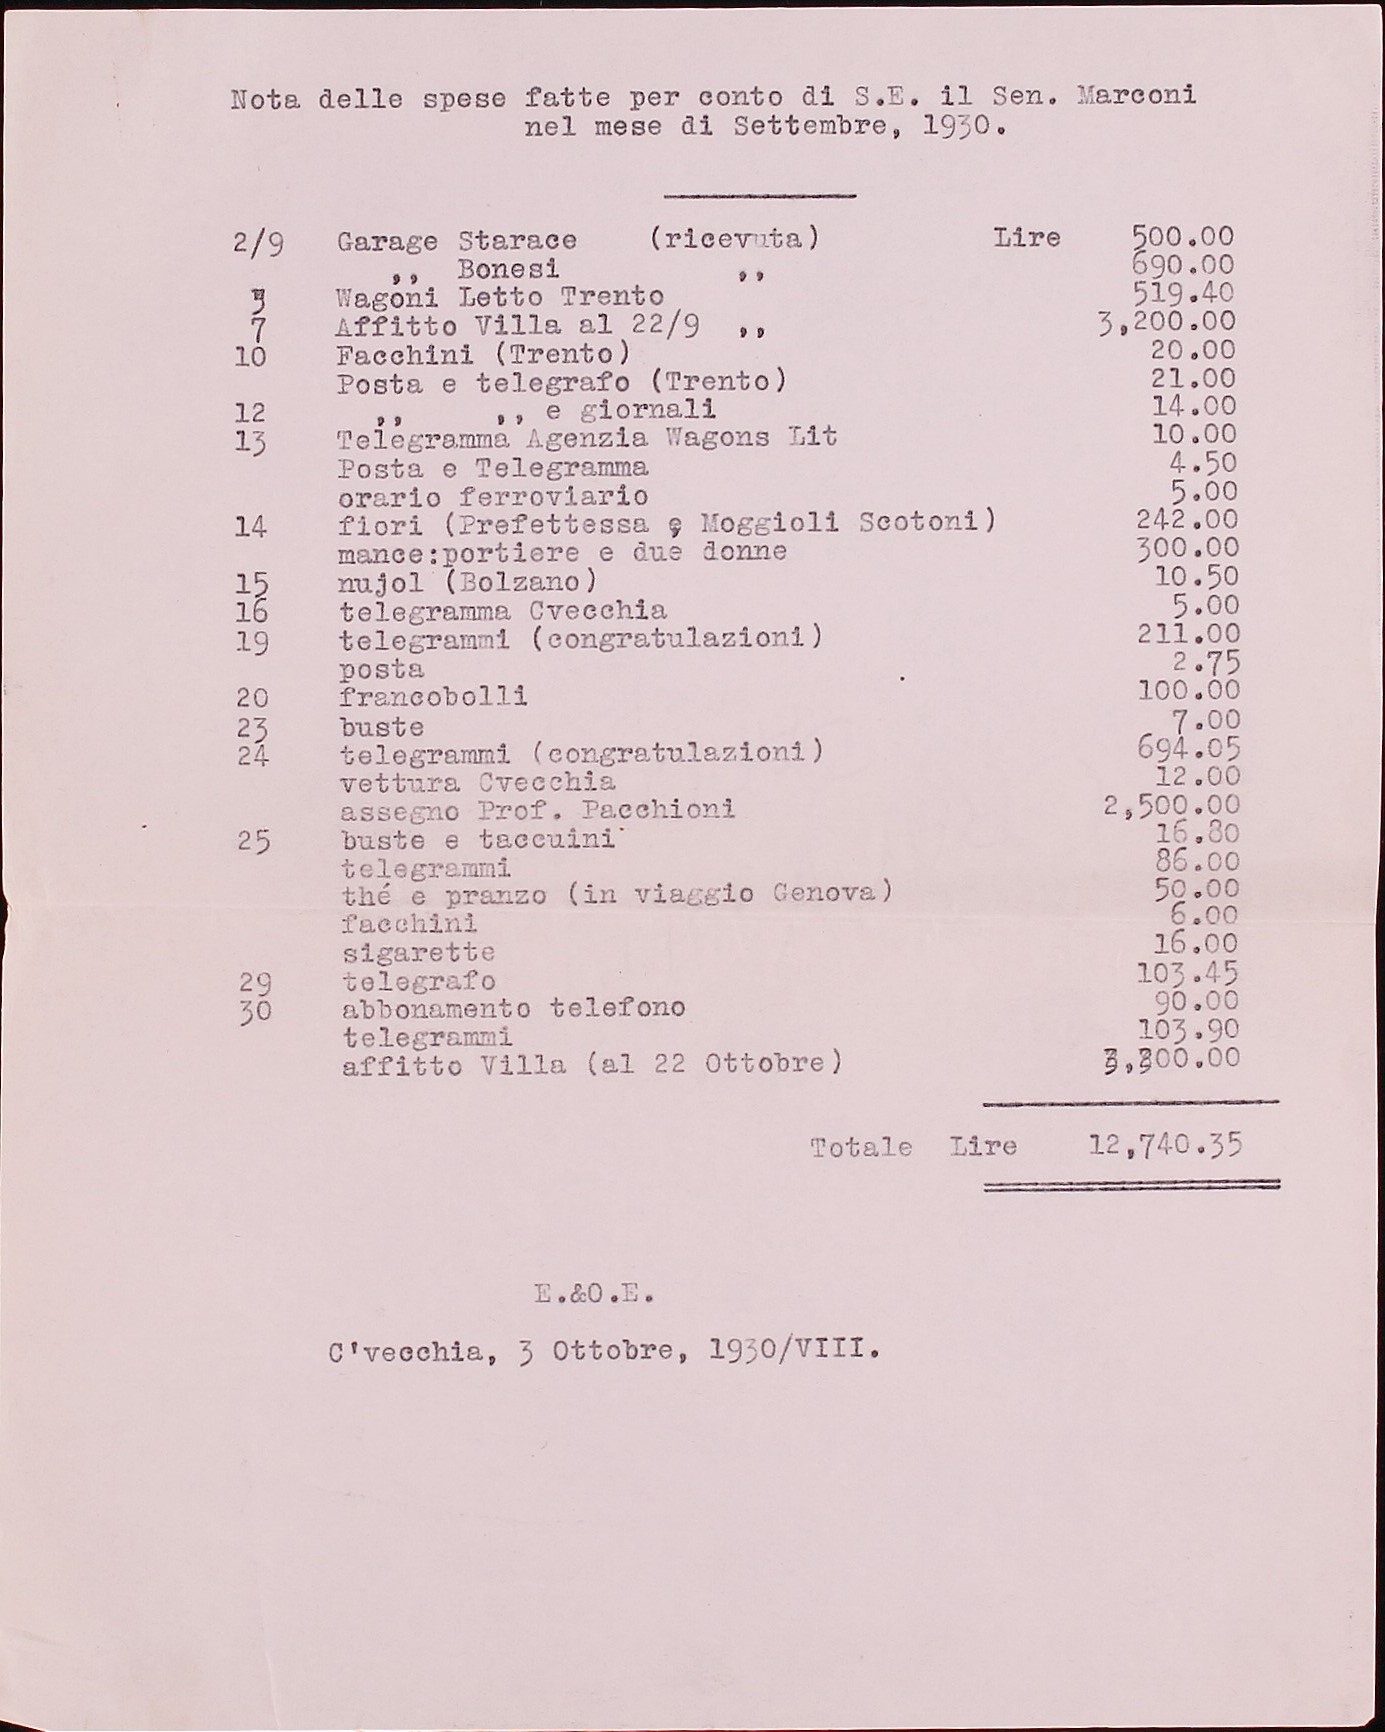 Nota delle spese fatte per conto di S.E. il Sen. Marconi
nel mese di Settembre, 1930.
2/9 Garage Starace (ricevuta) Lire 500.00
,, Bonesi ,, 690.00
Wagoni Letto Trento 519.40
7 Affitto Villa al 22/9 ,, 3,200.00
10 Facchini (Trento) 20.00
Posta e telegrafo (Trento) 21.00
12 ,, ,, e giornali 14.00
13 Telegramma Agenzia Wagons Lit 10.00
Posta e Telegramma 4.50
orario ferroviario 5.00
14 fiori (Prefettessa e Moggioli Scotoni) 242.00
mance:portiere e due donne 300.00
15 nujol (Bolzano) 10.50
16 telegramma Cvecchia 5.00
19 telegrammi (congratulazioni) 211.00
posta 2.75
20 francobolli 100.00
23 buste 7.00
24 telegrammi (congratulazioni) 694.05
vettura Cvecchia 12.00
assegno Prof. Pacchioni 2,500.00
25 buste e taccuini 16.80
telegrammi 86.00
thé e pranzo (in viaggio Genova) 50.00
facchini 6.00
sigarette 16.00
29 telegrafo 103.45
30 abbonamento telefono 90.00
telegrammi 103.90
affitto Villa (al 22 Ottobre) 3,200.00
Totale Lire 12,740.35
E.&O.E.
C'vecchia, 3 Ottobre, 1930/VIII.